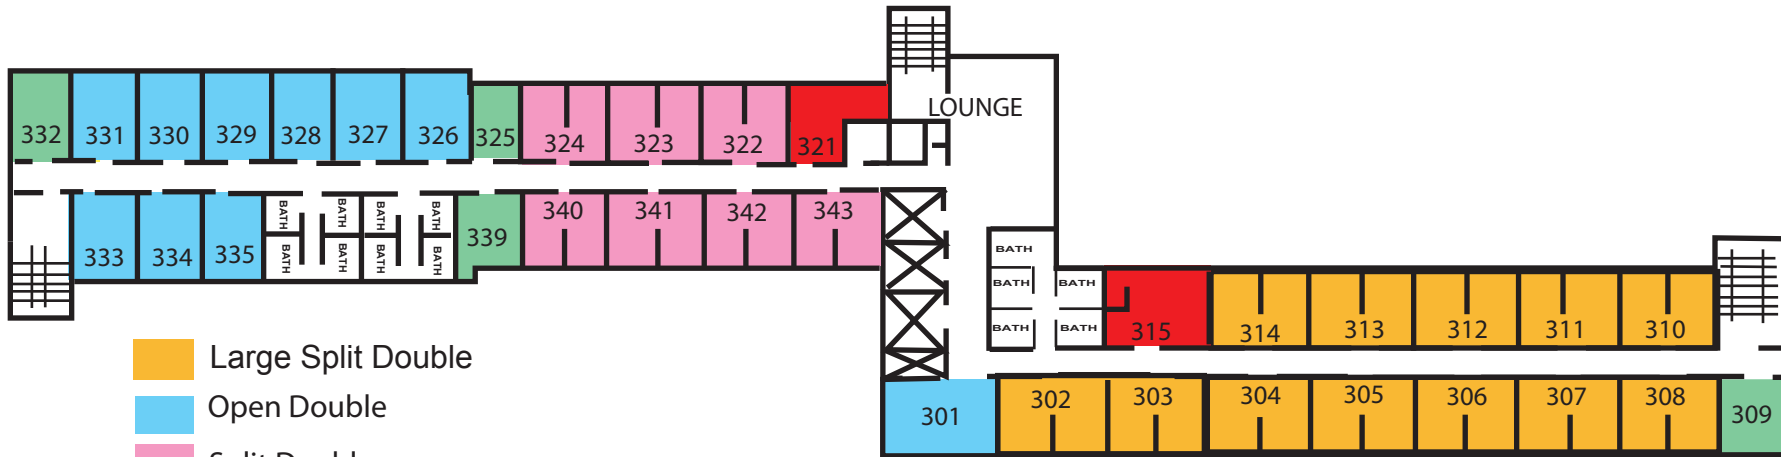 LOUNGE
332 331 330 329 328 327 326 325 324 323 322 321
333 334 335 BATH BATH BATH BATH BATH BATH BATH BATH 339 340 341 342 343
BATH
BATH BATH
BATH BATH
315 314 313 312 311 310
301 302 303 304 305 306 307 308 309
Large Split Double
Open Double
Split Double